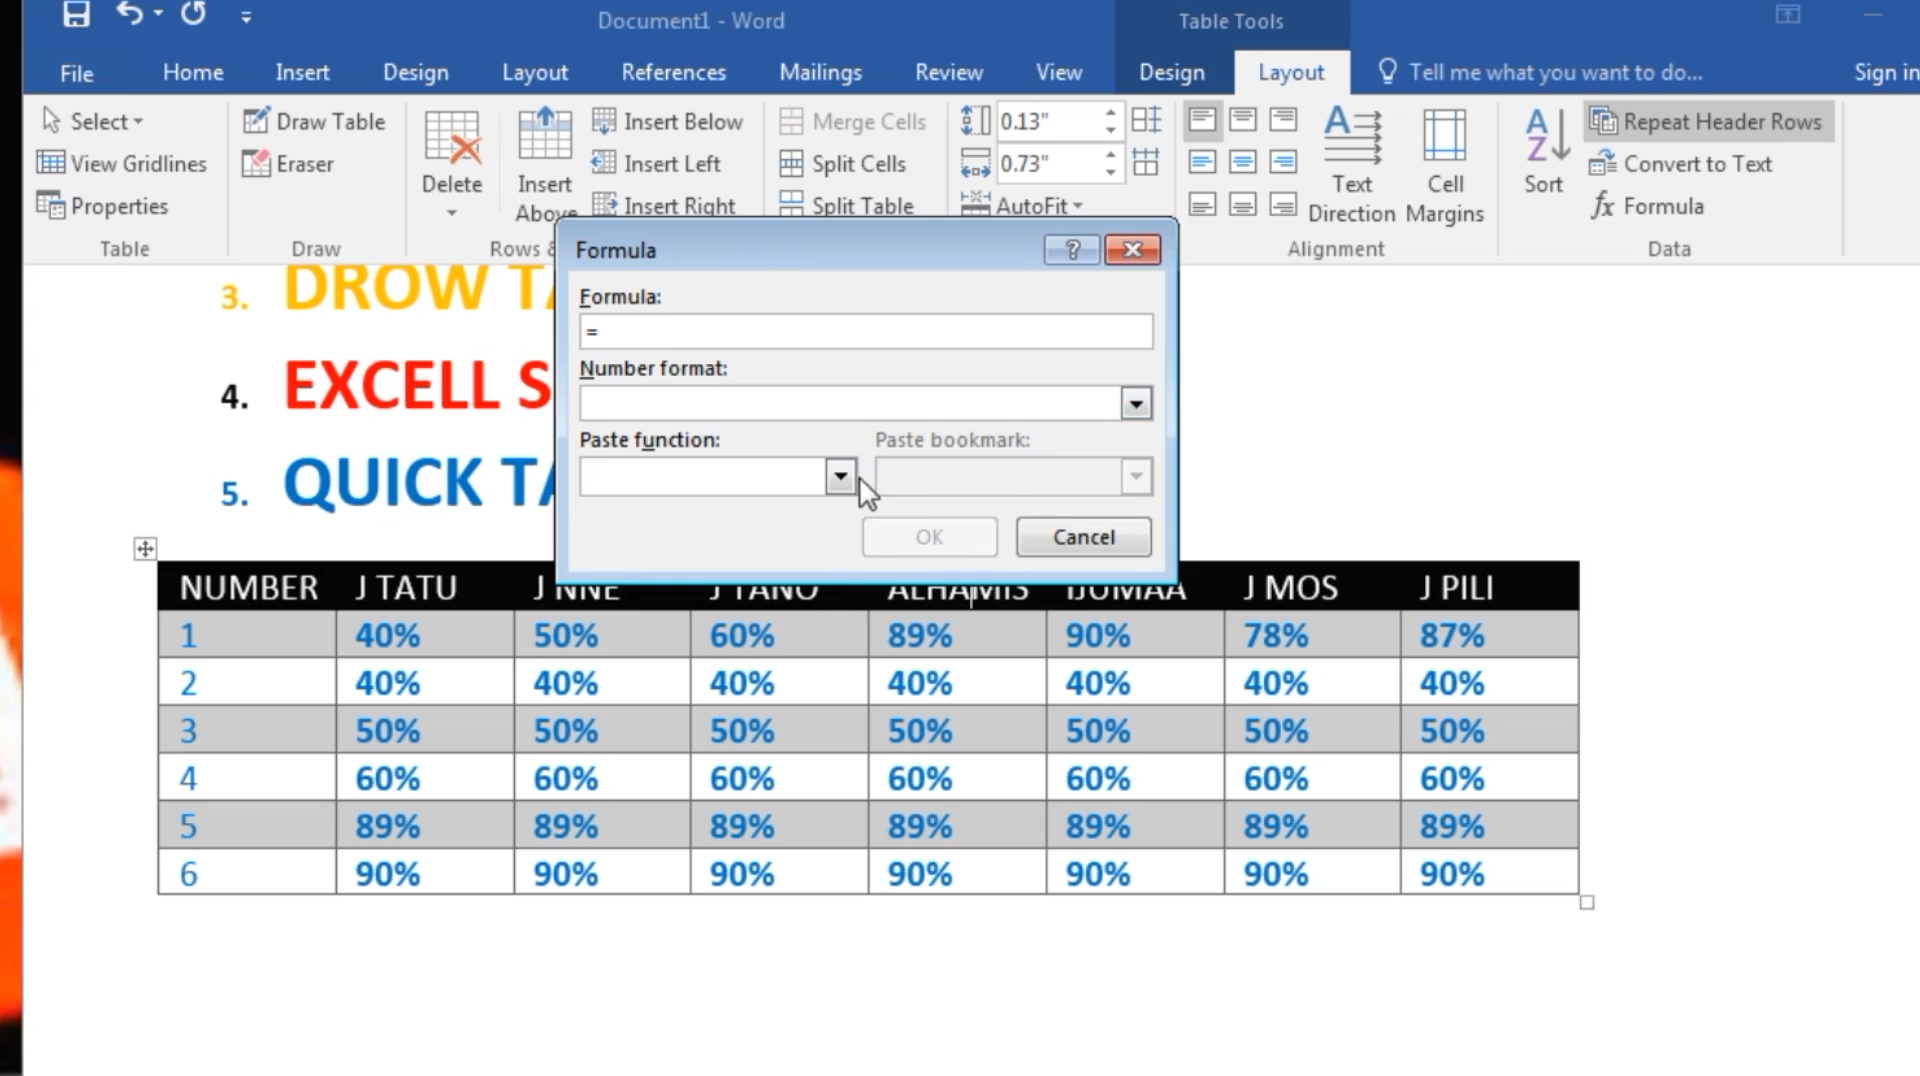 Document1 - Word
Table Tools
File Home Insert Design Layout References Mailings Review View Design Layout Tell me what you want to do... Sign in
Select Draw Table Insert Below Merge Cells 0.13" Repeat Header Rows
View Gridlines Eraser Delete Insert Above Insert Left Split Cells 0.73" Text Direction Cell Margins Sort Convert to Text
Properties Insert Right Split Table AutoFit Formula
Table Draw Rows & Alignment Data
Formula
Formula:
=
Number format:
Paste function: Paste bookmark:
OK Cancel
3. DROW TA
4. EXCELL S
5. QUICK TA
NUMBER J TATU J NNE J TANO ALHAMIS IJUMAA J MOS J PILI
1 40% 50% 60% 89% 90% 78% 87%
2 40% 40% 40% 40% 40% 40% 40%
3 50% 50% 50% 50% 50% 50% 50%
4 60% 60% 60% 60% 60% 60% 60%
5 89% 89% 89% 89% 89% 89% 89%
6 90% 90% 90% 90% 90% 90% 90%